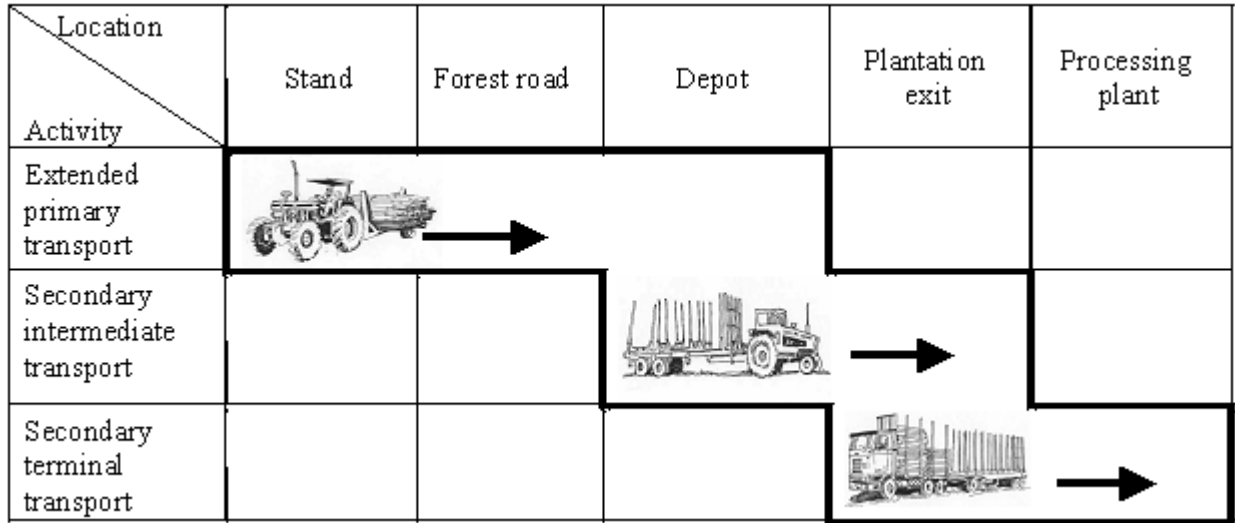 Location
Activity
Stand
Forest road
Depot
Plantation
exit
Processing
plant
Extended
primary
transport
Secondary
intermediate
transport
Secondary
terminal
transport